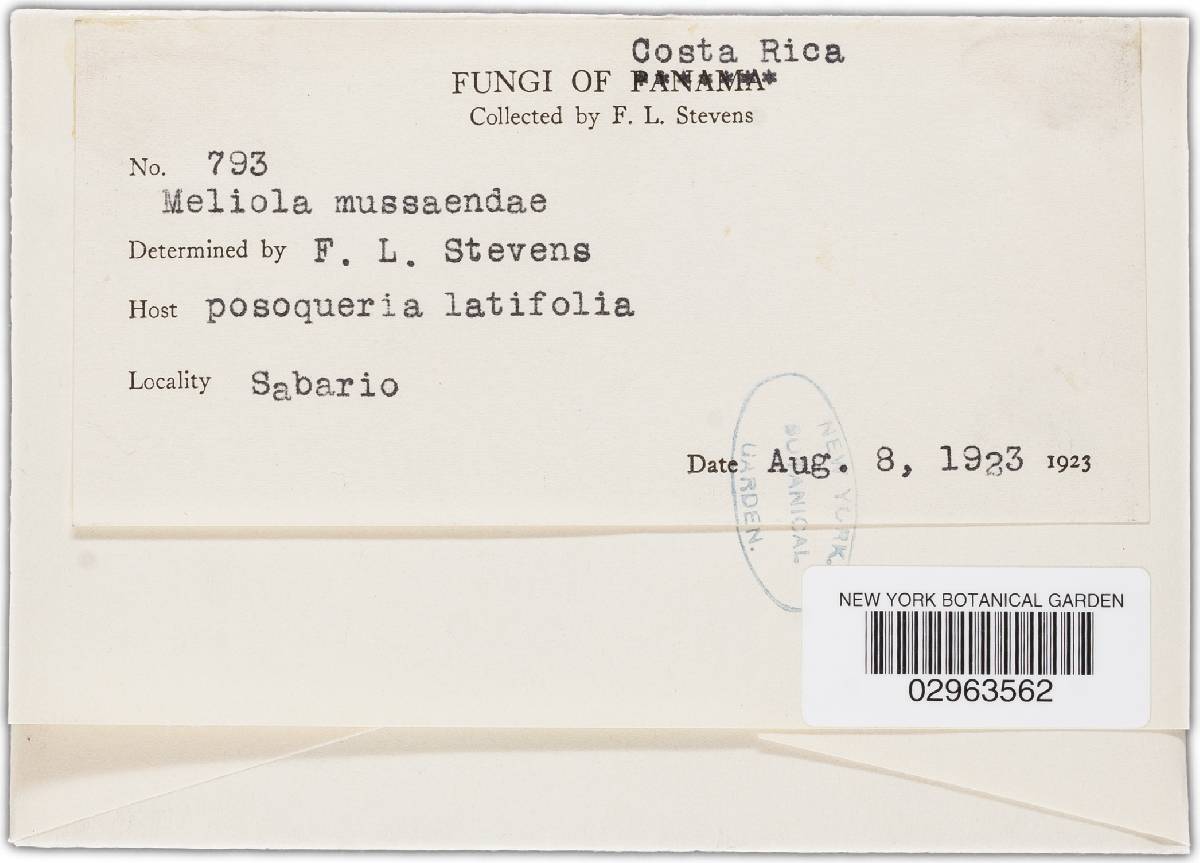 Costa Rica
FUNGI OF PANAMA
Collected by F. L. Stevens
No. 793
Meliola mussaendae
Determined by F. L. Stevens
Host posoqueria latifolia
Locality Sabario
Date Aug. 8, 1923 1923
NEW YORK
BOTANICAL
GARDEN.
NEW YORK BOTANICAL GARDEN
02963562